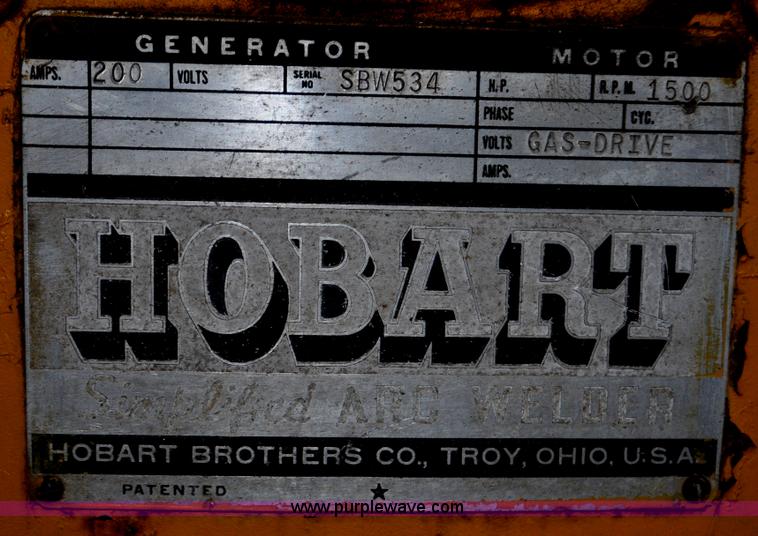 GENERATOR MOTOR
AMPS. 200 VOLTS SERIAL NO SBW534 H.P. R.P.M. 1500
PHASE CYC.
VOLTS GAS-DRIVE
AMPS.
HOBART
Simplified ARC WELDER
HOBART BROTHERS CO., TROY, OHIO, U.S.A.
PATENTED ★
www.purplewave.com